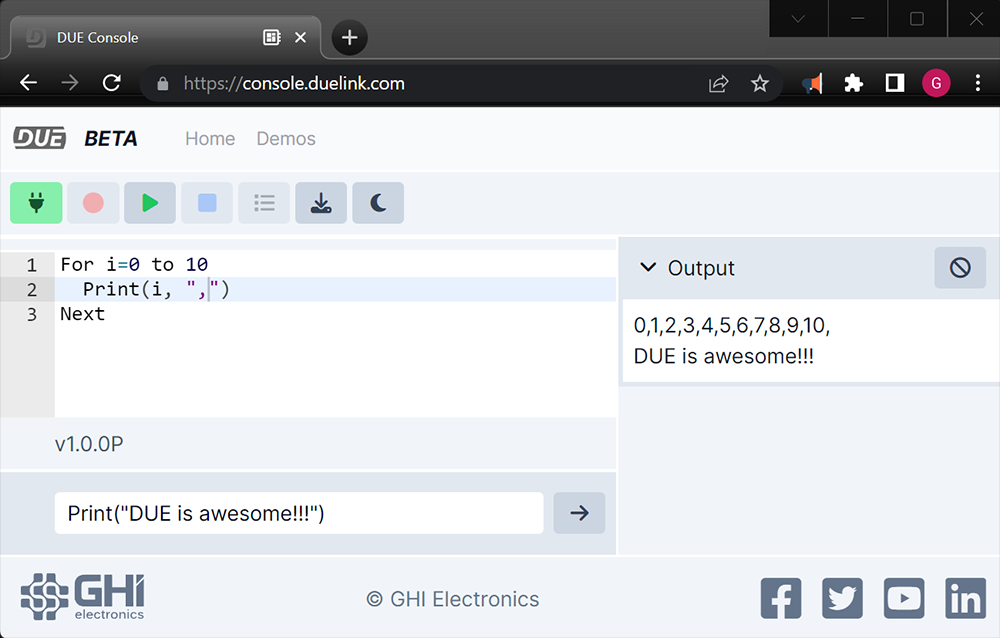 DUE Console
https://console.duelink.com
G
DUE BETA Home Demos
1 For i=0 to 10
2 Print(i, ",")
3 Next
v1.0.0P
Print("DUE is awesome!!!")
Output
0,1,2,3,4,5,6,7,8,9,10,
DUE is awesome!!!
GHI
electronics
© GHI Electronics